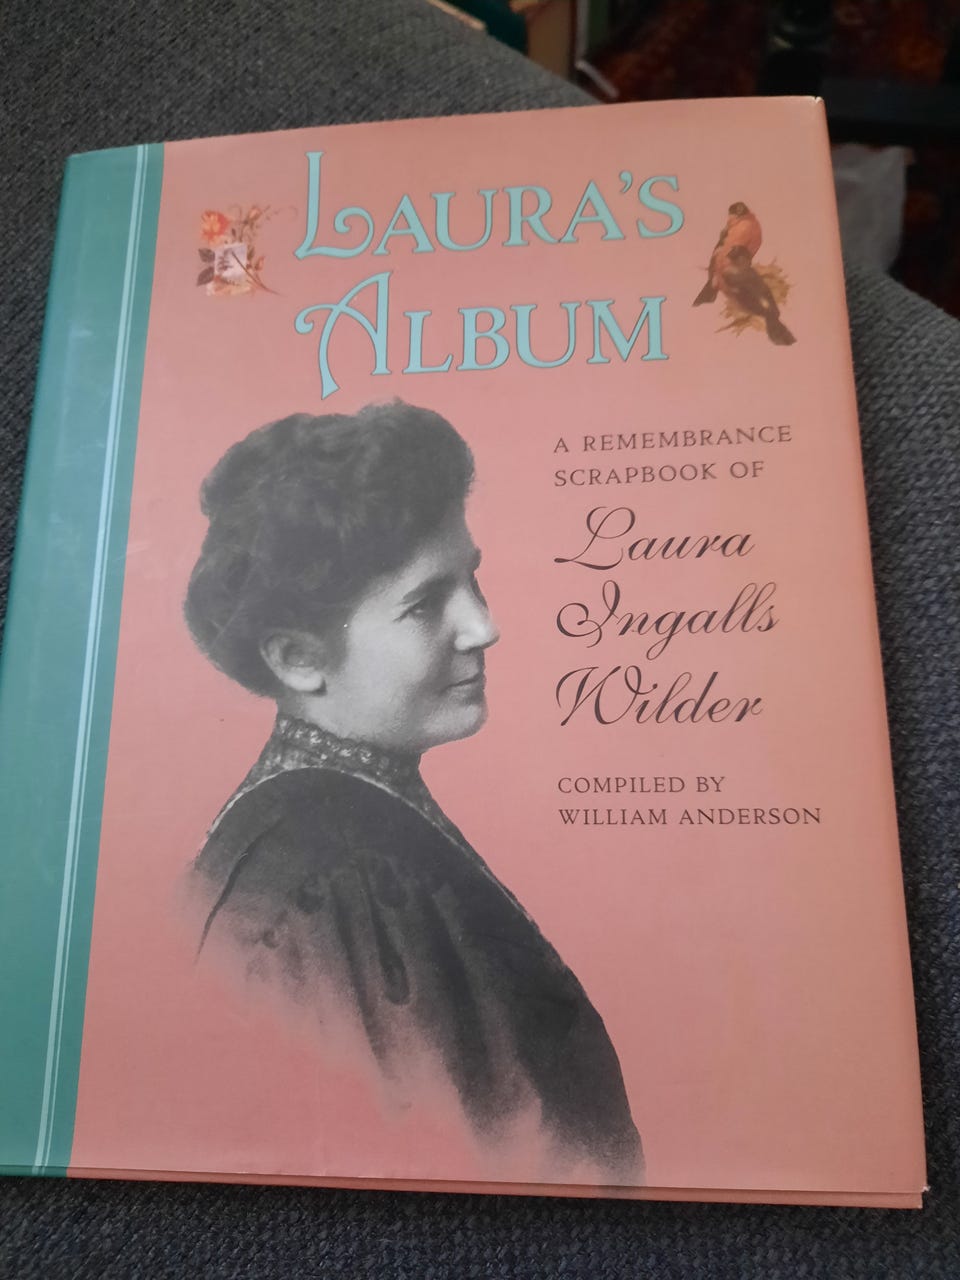 LAURA'S
ALBUM
A REMEMBRANCE
SCRAPBOOK OF
Laura
Ingalls
Wilder
COMPILED BY
WILLIAM ANDERSON